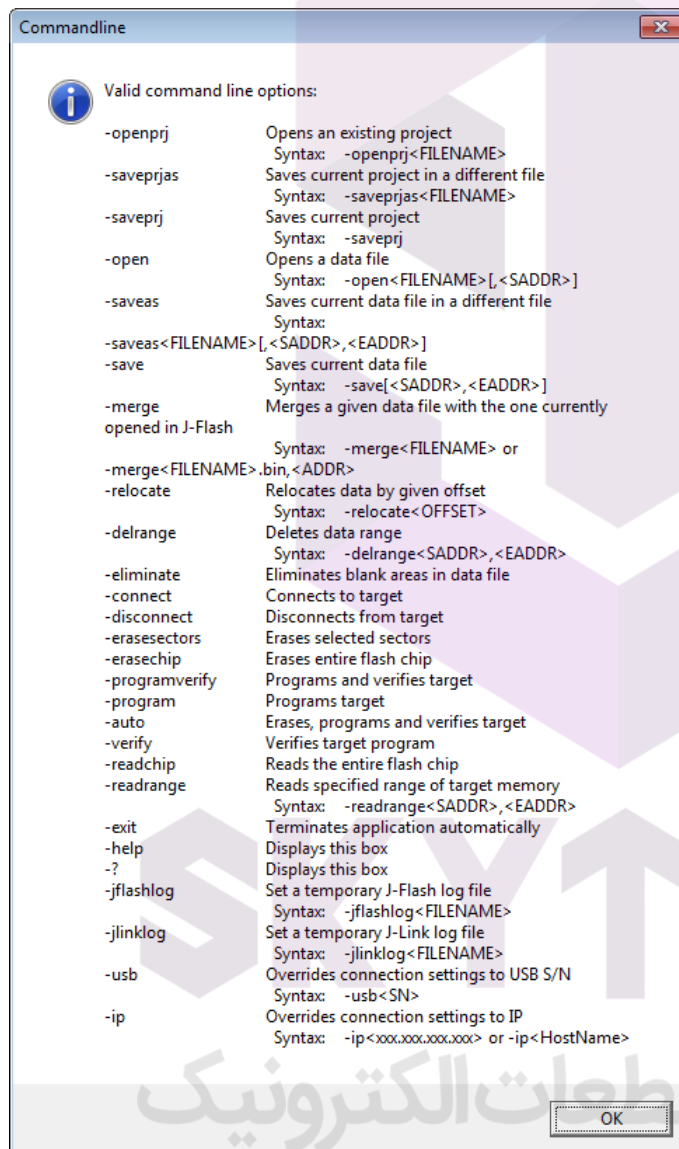 Commandline
Valid command line options:
-openprj Opens an existing project
Syntax: -openprj<FILENAME>
-saveprjas Saves current project in a different file
Syntax: -saveprjas<FILENAME>
-saveprj Saves current project
Syntax: -saveprj
-open Opens a data file
Syntax: -open<FILENAME>[,<SADDR>]
-saveas Saves current data file in a different file
Syntax:
-saveas<FILENAME>[,<SADDR>,<EADDR>]
-save Saves current data file
Syntax: -save[<SADDR>,<EADDR>]
-merge Merges a given data file with the one currently
opened in J-Flash
Syntax: -merge<FILENAME> or
-merge<FILENAME>.bin,<ADDR>
-relocate Relocates data by given offset
Syntax: -relocate<OFFSET>
-delrange Deletes data range
Syntax: -delrange<SADDR>,<EADDR>
-eliminate Eliminates blank areas in data file
-connect Connects to target
-disconnect Disconnects from target
-erasesectors Erases selected sectors
-erasechip Erases entire flash chip
-programverify Programs and verifies target
-program Programs target
-auto Erases, programs and verifies target
-verify Verifies target program
-readchip Reads the entire flash chip
-readrange Reads specified range of target memory
Syntax: -readrange<SADDR>,<EADDR>
-exit Terminates application automatically
-help Displays this box
-? Displays this box
-jflashlog Set a temporary J-Flash log file
Syntax: -jflashlog<FILENAME>
-jlinklog Set a temporary J-Link log file
Syntax: -jlinklog<FILENAME>
-usb Overrides connection settings to USB S/N
Syntax: -usb<SN>
-ip Overrides connection settings to IP
Syntax: -ip<xxx.xxx.xxx.xxx> or -ip<HostName>
SKYT
قطعات الکترونیک
OK